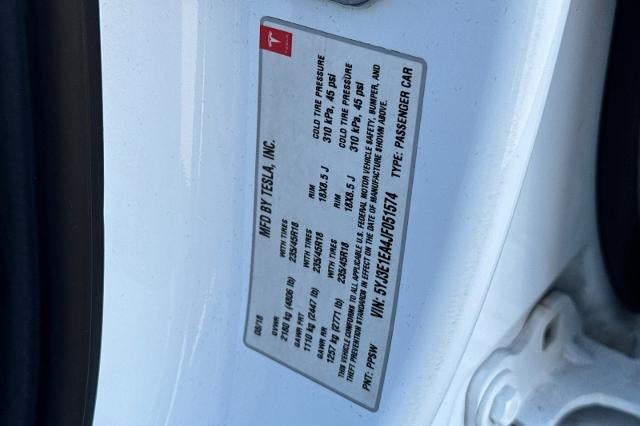 TESLA
MFD BY TESLA, INC.
08/18
GVWR WITH TIRES RIM COLD TIRE PRESSURE
2180 kg (4806 lb) 235/45R18 18X8.5 J 310 kPa, 45 psi
GAWR FRT WITH TIRES RIM COLD TIRE PRESSURE
1110 kg (2447 lb) 235/45R18 18X8.5 J 310 kPa, 45 psi
GAWR RR WITH TIRES
1257 kg (2771 lb) 235/45R18
THIS VEHICLE CONFORMS TO ALL APPLICABLE U.S. FEDERAL MOTOR VEHICLE SAFETY, BUMPER, AND
THEFT PREVENTION STANDARDS IN EFFECT ON THE DATE OF MANUFACTURE SHOWN ABOVE.
VIN: 5YJ3E1EA4JF051574 TYPE: PASSENGER CAR
PNT: PPSW